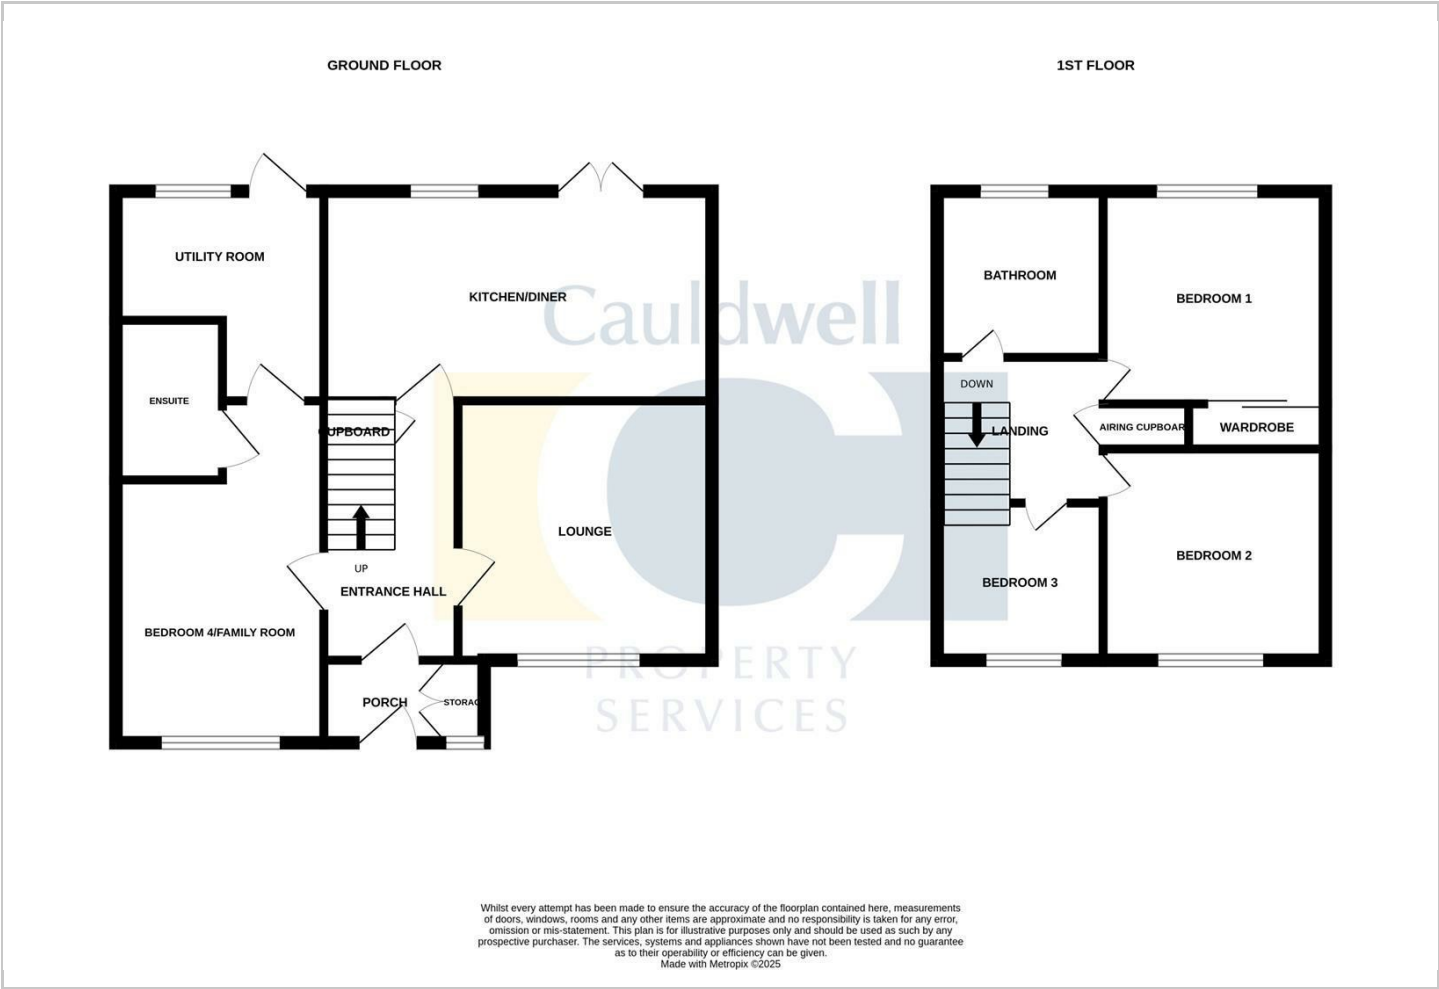 GROUND FLOOR
1ST FLOOR
UTILITY ROOM
KITCHEN/DINER
ENSUITE
CUPBOARD
LOUNGE
UP
ENTRANCE HALL
BEDROOM 4/FAMILY ROOM
PORCH
STORAG
BATHROOM
BEDROOM 1
DOWN
LANDING
AIRING CUPBOAR
WARDROBE
BEDROOM 2
BEDROOM 3
Cauldwell
PROPERTY
SERVICES
Whilst every attempt has been made to ensure the accuracy of the floorplan contained here, measurements
of doors, windows, rooms and any other items are approximate and no responsibility is taken for any error,
omission or mis-statement. This plan is for illustrative purposes only and should be used as such by any
prospective purchaser. The services, systems and appliances shown have not been tested and no guarantee
as to their operability or efficiency can be given.
Made with Metropix ©2025